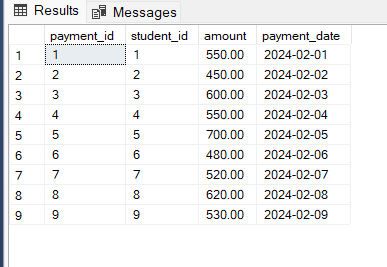 Results Messages
payment_id student_id amount payment_date
1 1 1 550.00 2024-02-01
2 2 2 450.00 2024-02-02
3 3 3 600.00 2024-02-03
4 4 4 550.00 2024-02-04
5 5 5 700.00 2024-02-05
6 6 6 480.00 2024-02-06
7 7 7 520.00 2024-02-07
8 8 8 620.00 2024-02-08
9 9 9 530.00 2024-02-09